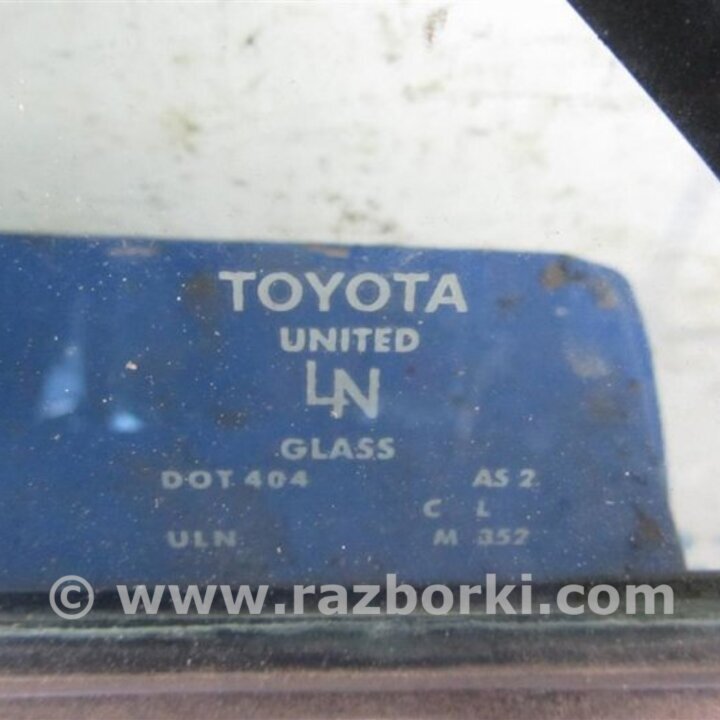 TOYOTA
UNITED
LN
GLASS
DOT 404 AS 2
C L
ULN M 352
© www.razborki.com